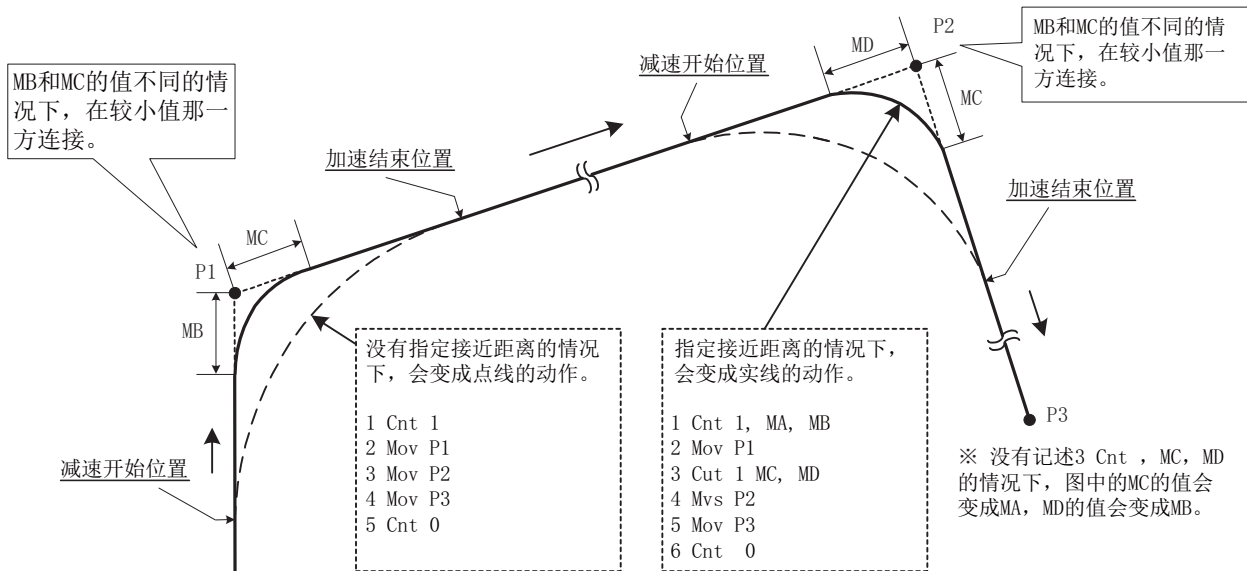 MB和MC的值不同的情
况下，在较小值那一
方连接。
减速开始位置
MD
P2
MB和MC的值不同的情
况下，在较小值那一
方连接。
MC
加速结束位置
加速结束位置
MC
P1
MB
没有指定接近距离的情况
下，会变成点线的动作。
1 Cnt 1
2 Mov P1
3 Mov P2
4 Mov P3
5 Cnt 0
指定接近距离的情况下，
会变成实线的动作。
1 Cnt 1, MA, MB
2 Mov P1
3 Cut 1 MC, MD
4 Mvs P2
5 Mov P3
6 Cnt 0
P3
减速开始位置
※ 没有记述3 Cnt ，MC，MD
的情况下，图中的MC的值会
变成MA，MD的值会变成MB。